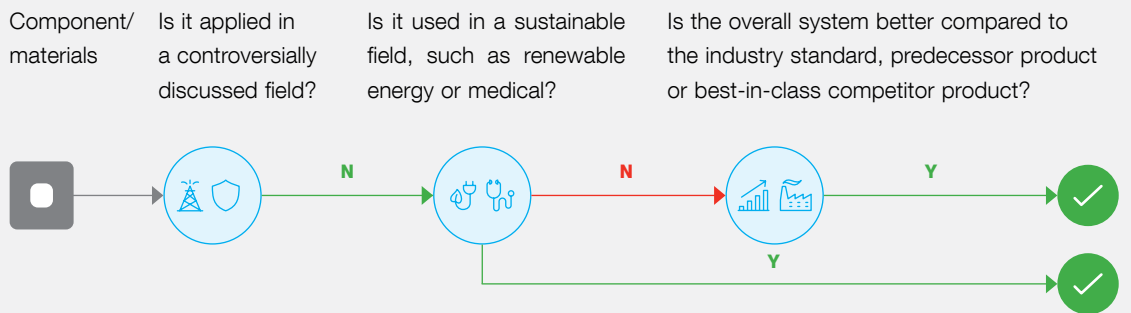 Component/
materials
Is it applied in
a controversially
discussed field?
Is it used in a sustainable
field, such as renewable
energy or medical?
Is the overall system better compared to
the industry standard, predecessor product
or best-in-class competitor product?
N
N
Y
Y